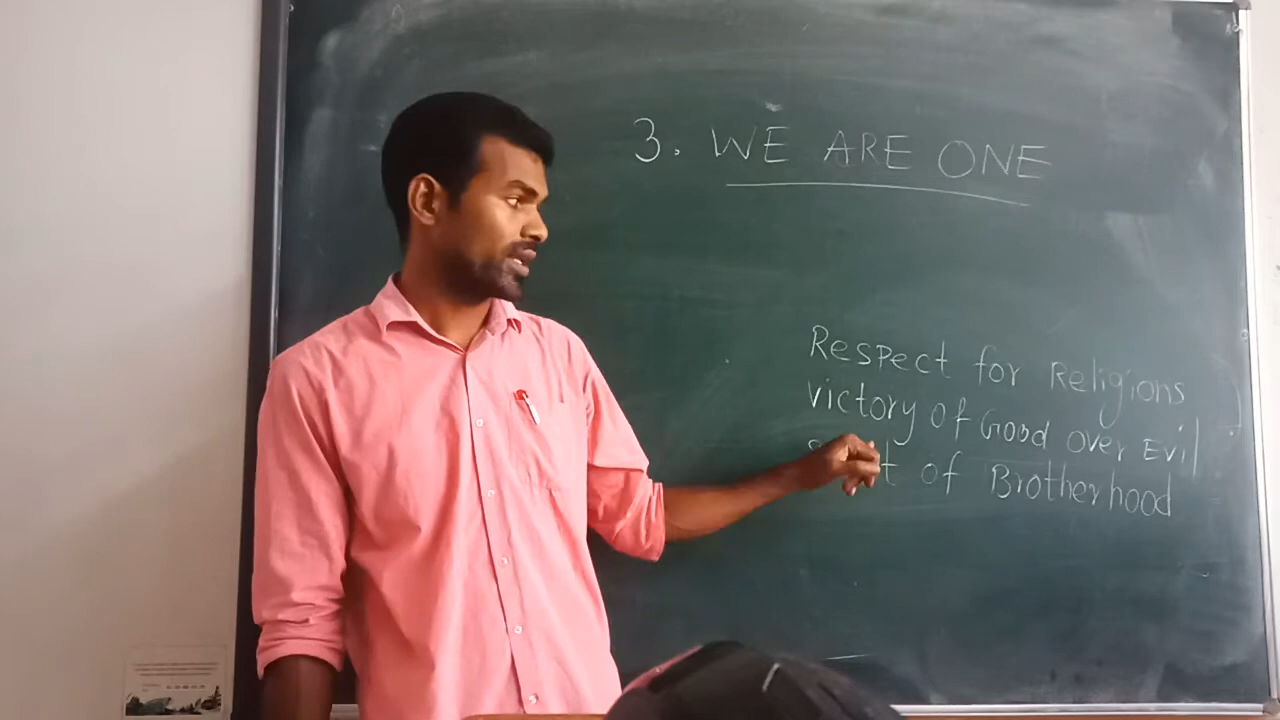 3. WE ARE ONE
Respect for Religions
Victory of Good over Evil
of Brotherhood